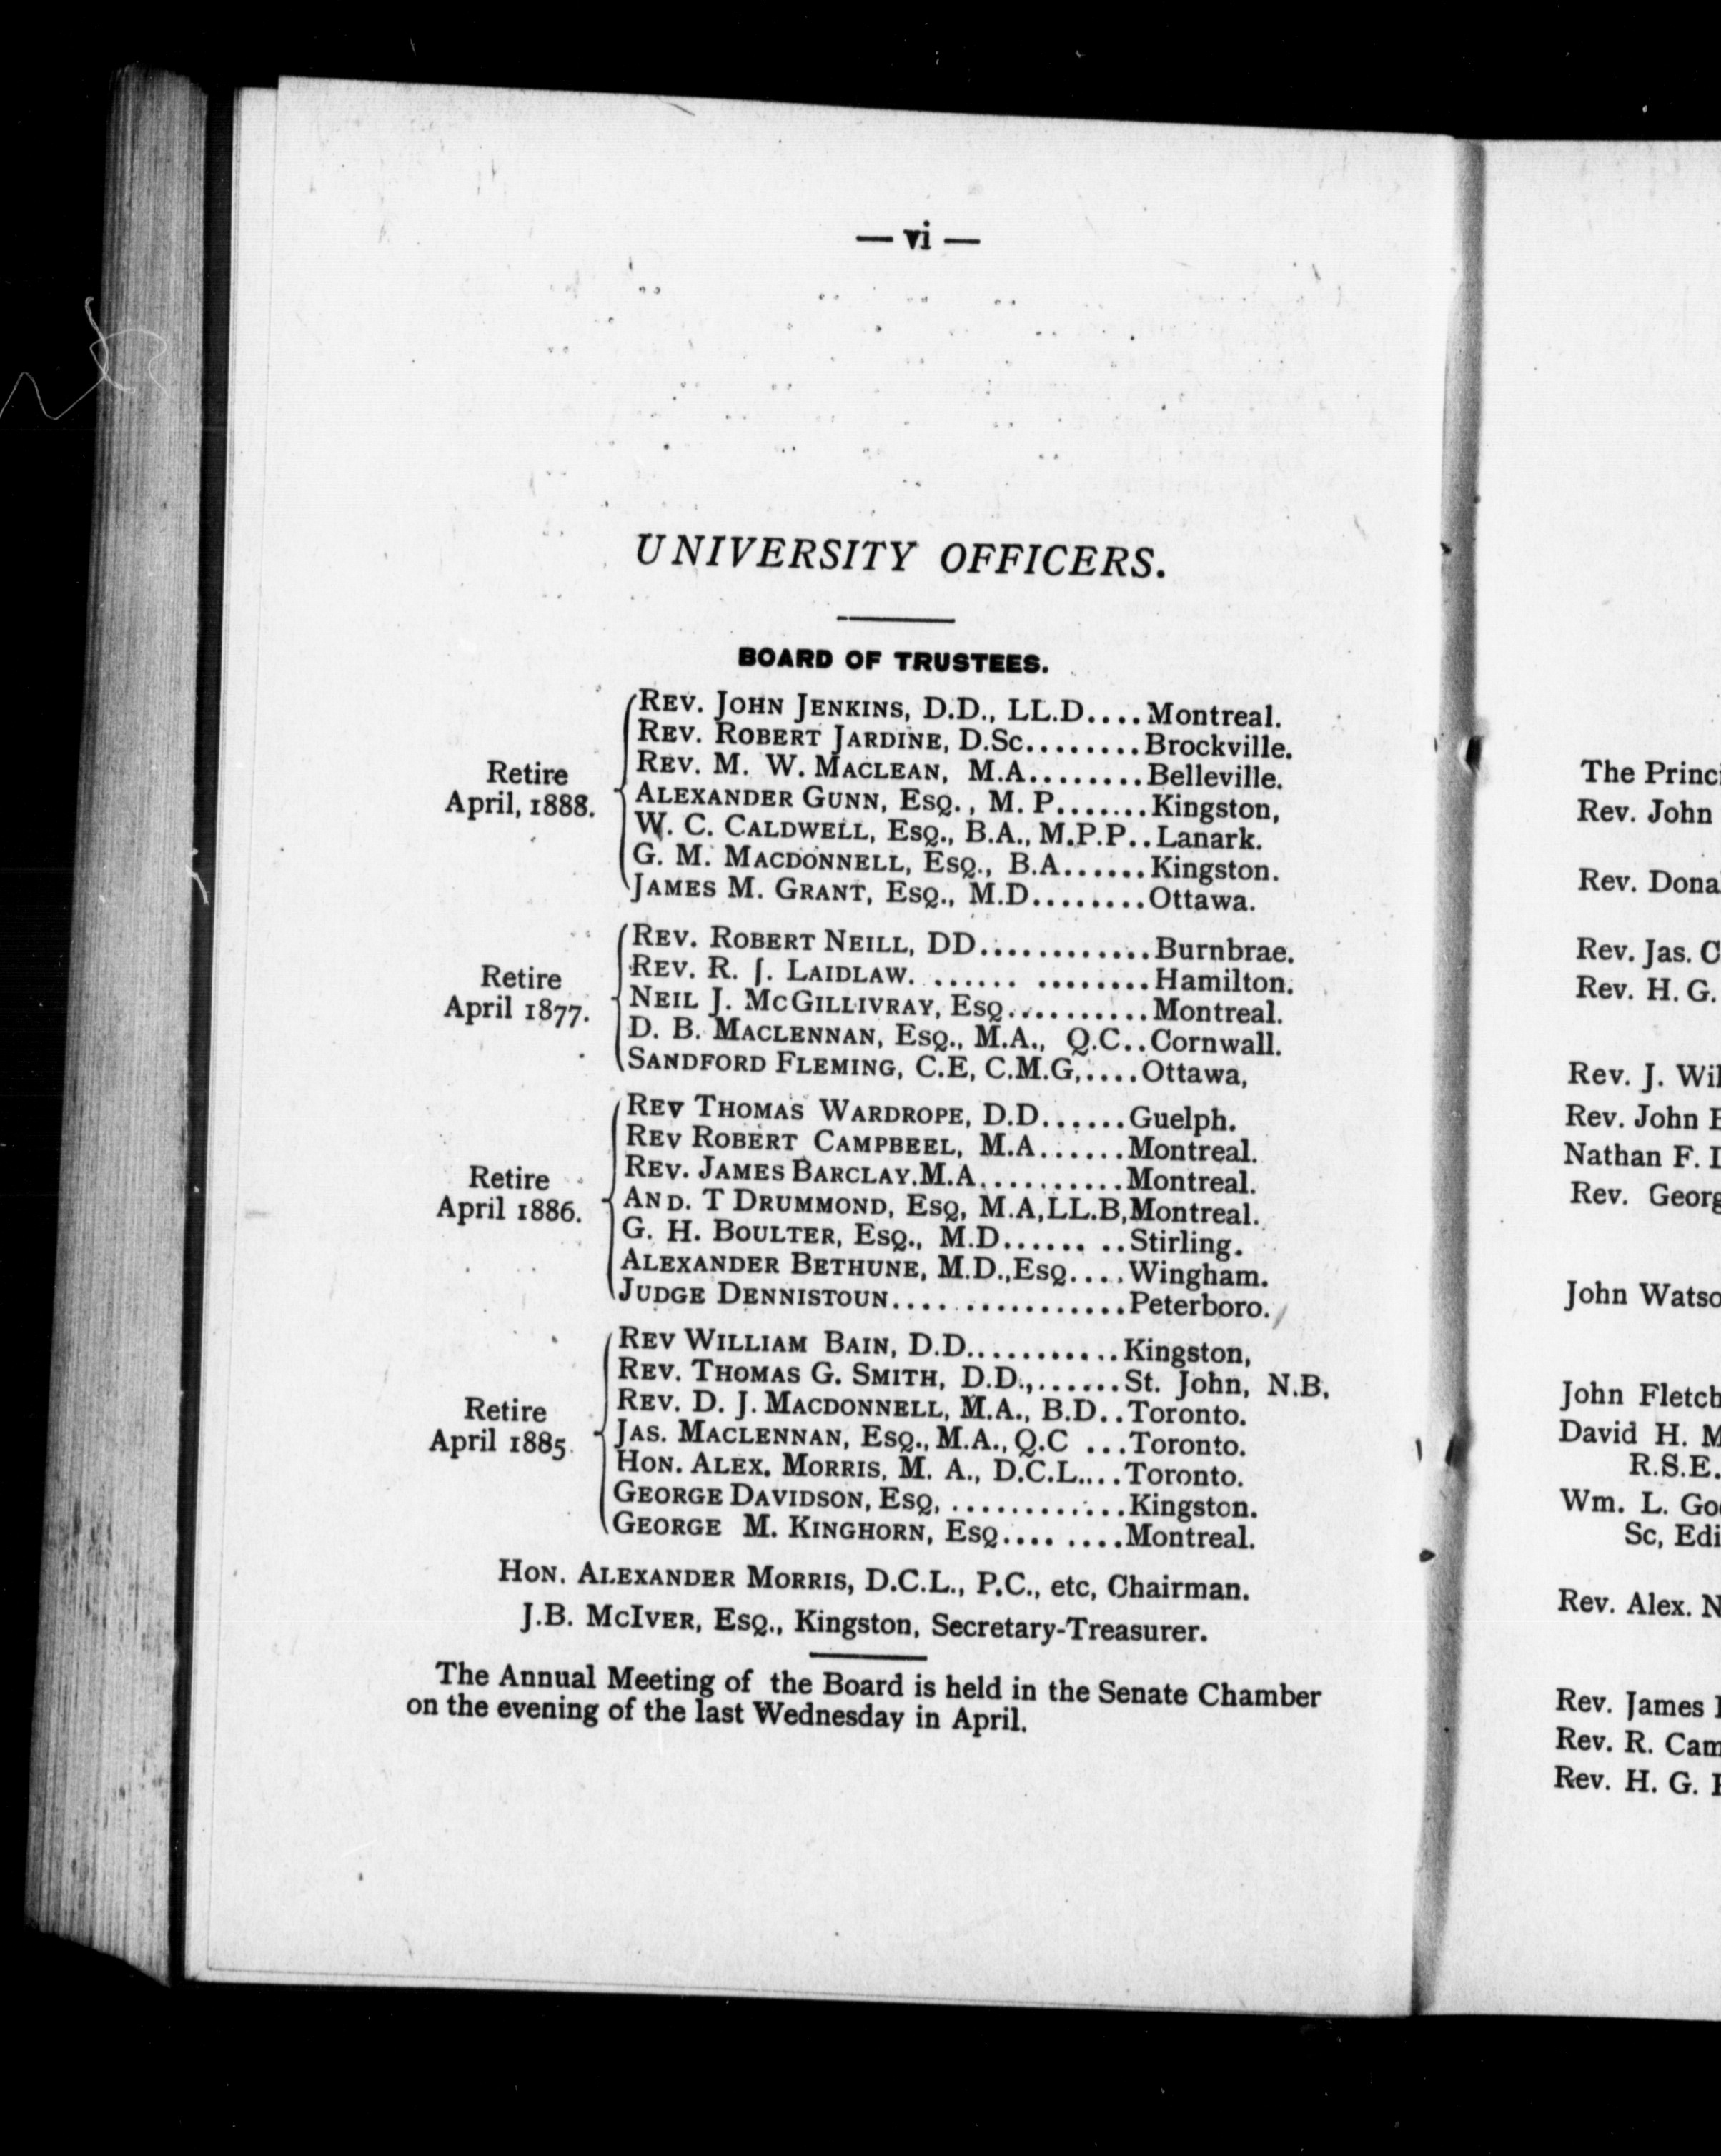 — vi —
UNIVERSITY OFFICERS.
BOARD OF TRUSTEES.
Retire
April, 1888.
REV. JOHN JENKINS, D.D., LL.D....Montreal.
REV. ROBERT JARDINE, D.Sc........Brockville.
REV. M. W. MACLEAN, M.A........Belleville.
ALEXANDER GUNN, ESQ., M. P.......Kingston,
W. C. CALDWELL, ESQ., B.A., M.P.P..Lanark.
G. M. MACDONNELL, ESQ., B.A......Kingston.
JAMES M. GRANT, ESQ., M.D........Ottawa.
Retire
April 1877.
REV. ROBERT NEILL, DD............Burnbrae.
REV. R. J. LAIDLAW. ...... ........Hamilton.
NEIL J. MCGILLIVRAY, ESQ..........Montreal.
D. B. MACLENNAN, ESQ., M.A., Q.C..Cornwall.
SANDFORD FLEMING, C.E, C.M.G,....Ottawa,
Retire
April 1886.
REV THOMAS WARDROPE, D.D......Guelph.
REV ROBERT CAMPBEEL, M.A......Montreal.
REV. JAMES BARCLAY.M.A..........Montreal.
AND. T DRUMMOND, ESQ, M.A,LL.B,Montreal.
G. H. BOULTER, ESQ., M.D...... ..Stirling.
ALEXANDER BETHUNE, M.D.,ESQ....Wingham.
JUDGE DENNISTOUN.... ............Peterboro.
Retire
April 1885.
REV WILLIAM BAIN, D.D...........Kingston,
REV. THOMAS G. SMITH, D.D.,......St. John, N.B,
REV. D. J. MACDONNELL, M.A., B.D..Toronto.
JAS. MACLENNAN, ESQ., M.A., Q.C ...Toronto.
HON. ALEX. MORRIS, M. A., D.C.L....Toronto.
GEORGE DAVIDSON, ESQ, .............Kingston.
GEORGE M. KINGHORN, ESQ.... ....Montreal.
HON. ALEXANDER MORRIS, D.C.L., P.C., etc, Chairman.
J.B. MCIVER, ESQ., Kingston, Secretary-Treasurer.
The Annual Meeting of the Board is held in the Senate Chamber
on the evening of the last Wednesday in April.
The Princ
Rev. John
Rev. Dona
Rev. Jas. C
Rev. H. G.
Rev. J. Wil
Rev. John
Nathan F.
Rev. Georg
John Watso
John Fletch
David H. M
R.S.E.
Wm. L. Go
Sc, Edi
Rev. Alex. N
Rev. James
Rev. R. Cam
Rev. H. G.